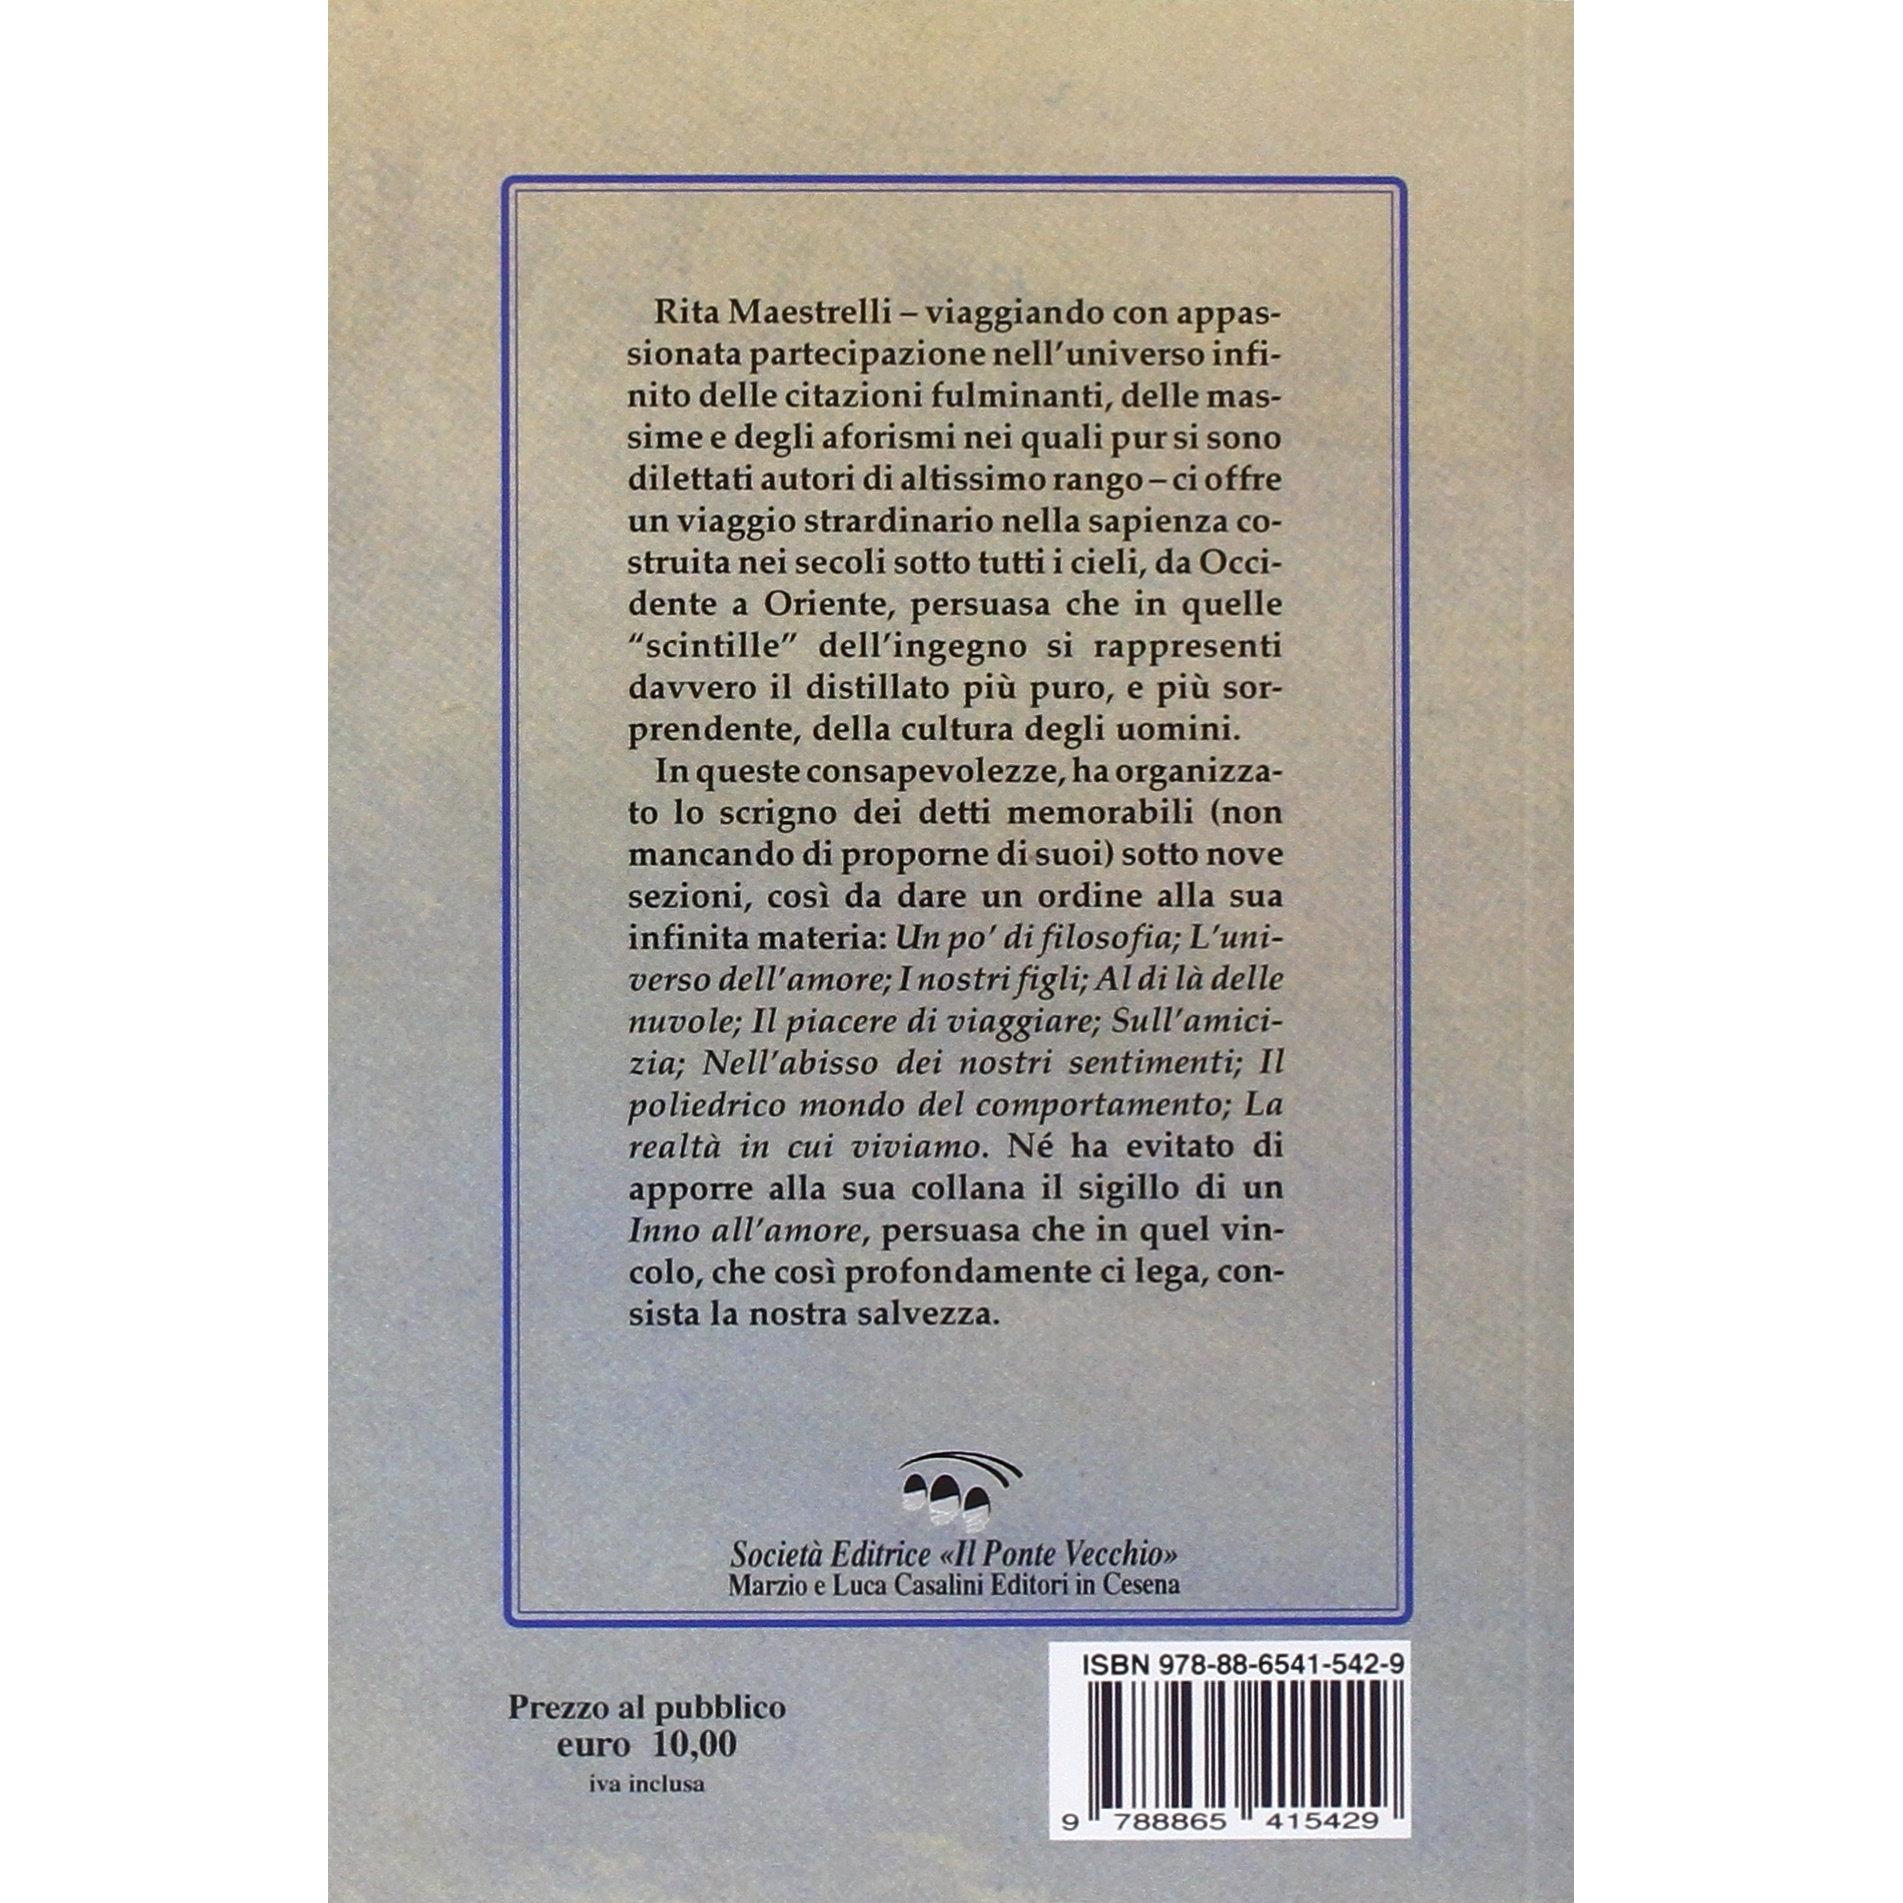 Rita Maestrelli – viaggiando con appas-
sionata partecipazione nell'universo infi-
nito delle citazioni fulminanti, delle mas-
sime e degli aforismi nei quali pur si sono
dilettati autori di altissimo rango – ci offre
un viaggio strardinario nella sapienza co-
struita nei secoli sotto tutti i cieli, da Occi-
dente a Oriente, persuasa che in quelle
“scintille” dell'ingegno si rappresenti
davvero il distillato più puro, e più sor-
prendente, della cultura degli uomini.
In queste consapevolezze, ha organizza-
to lo scrigno dei detti memorabili (non
mancando di proporne di suoi) sotto nove
sezioni, così da dare un ordine alla sua
infinita materia: Un po' di filosofia; L'uni-
verso dell'amore; I nostri figli; Al di là delle
nuvole; Il piacere di viaggiare; Sull'amici-
zia; Nell'abisso dei nostri sentimenti; Il
poliedrico mondo del comportamento; La
realtà in cui viviamo. Né ha evitato di
apporre alla sua collana il sigillo di un
Inno all'amore, persuasa che in quel vin-
colo, che così profondamente ci lega, con-
sista la nostra salvezza.
Società Editrice «Il Ponte Vecchio»
Marzio e Luca Casalini Editori in Cesena
ISBN 978-88-6541-542-9
Prezzo al pubblico
euro 10,00
iva inclusa
9 788865 415429